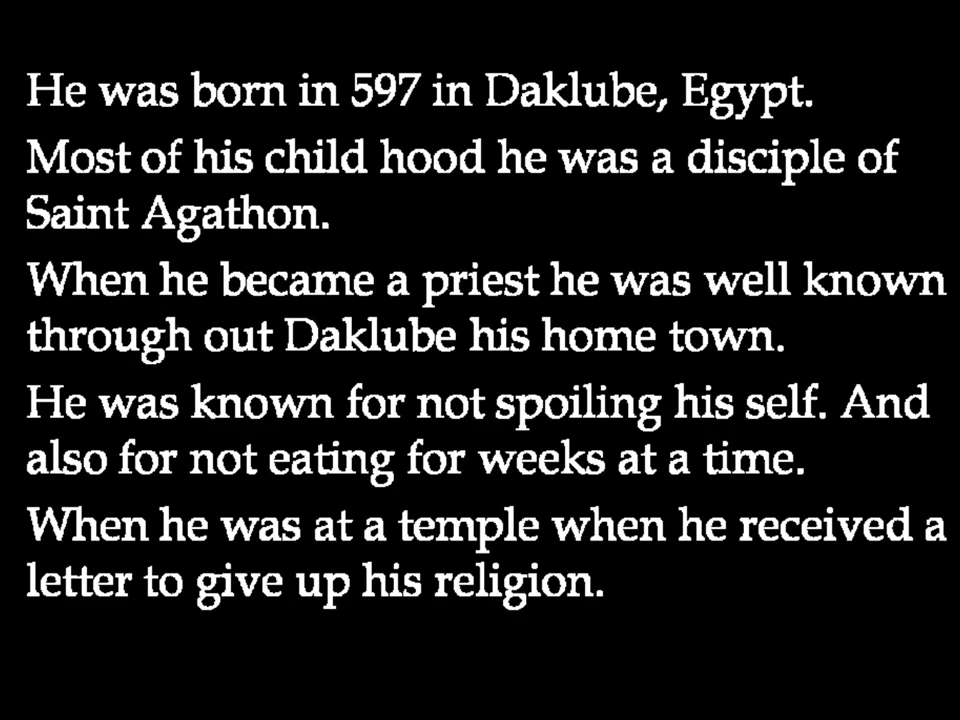 He was born in 597 in Daklube, Egypt.
Most of his child hood he was a disciple of
Saint Agathon.
When he became a priest he was well known
through out Daklube his home town.
He was known for not spoiling his self. And
also for not eating for weeks at a time.
When he was at a temple when he received a
letter to give up his religion.